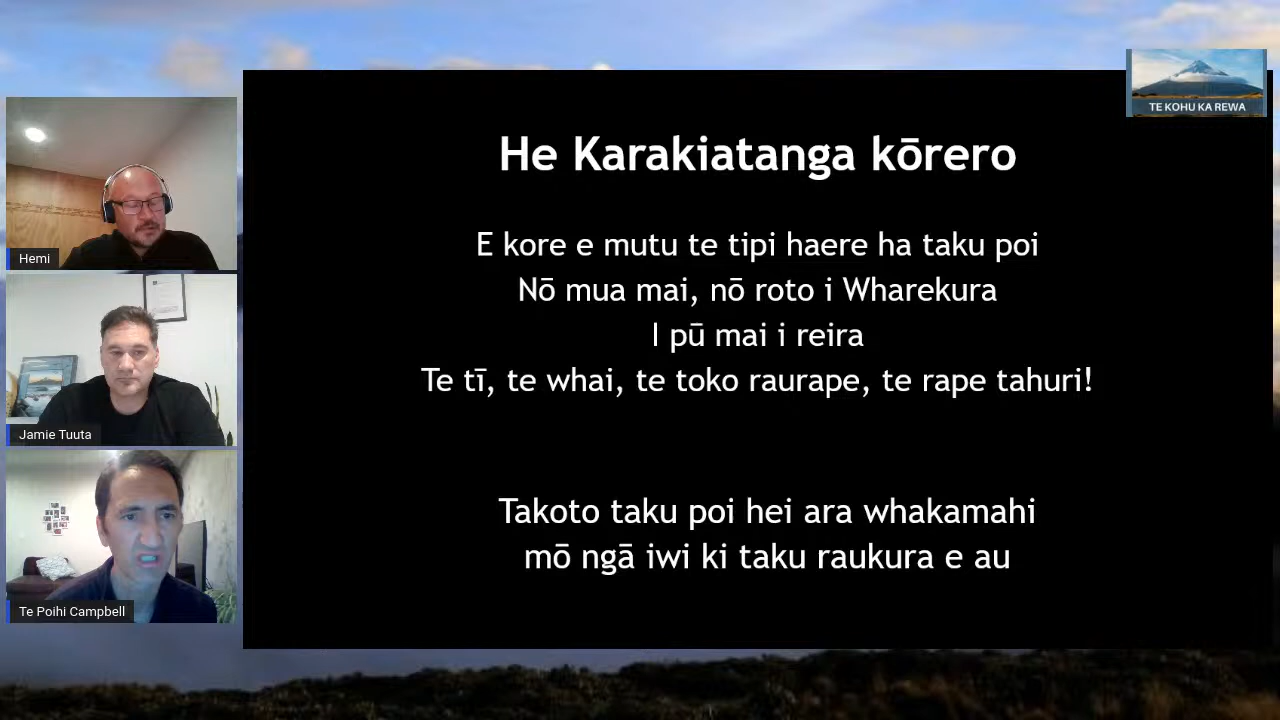 TE KOHU KA REWA
He Karakiatanga kōrero
E kore e mutu te tipi haere ha taku poi
Nō mua mai, nō roto i Wharekura
I pū mai i reira
Te tī, te whai, te toko raurape, te rape tahuri!
Takoto taku poi hei ara whakamahi
mō ngā iwi ki taku raukura e au
Hemi
Jamie Tuuta
Te Poihi Campbell